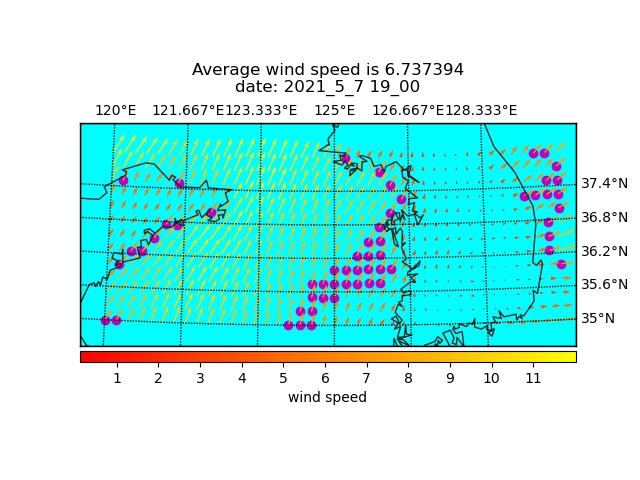 Average wind speed is 6.737394
date: 2021_5_7 19_00
120°E 121.667°E 123.333°E 125°E 126.667°E 128.333°E
37.4°N
36.8°N
36.2°N
35.6°N
35°N
1 2 3 4 5 6 7 8 9 10 11
wind speed